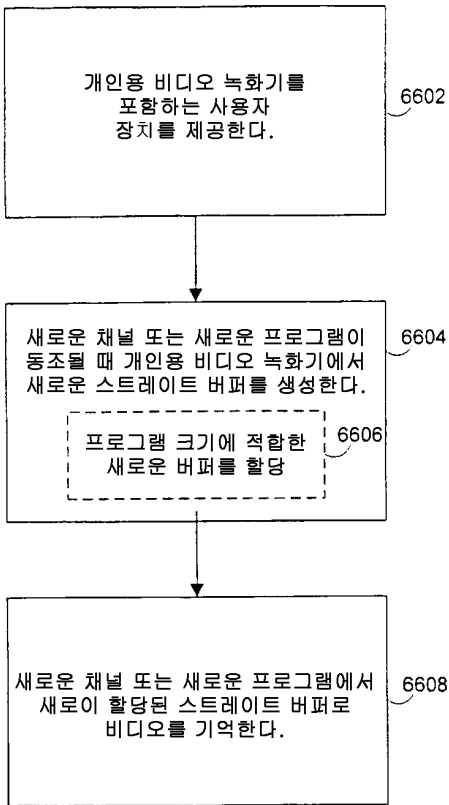 개인용 비디오 녹화기를
포함하는 사용자
장치를 제공한다.
6602
새로운 채널 또는 새로운 프로그램이
동조될 때 개인용 비디오 녹화기에서
새로운 스트레이트 버퍼를 생성한다.
6604
프로그램 크기에 적합한
새로운 버퍼를 할당
6606
새로운 채널 또는 새로운 프로그램에서
새로이 할당된 스트레이트 버퍼로
비디오를 기억한다.
6608